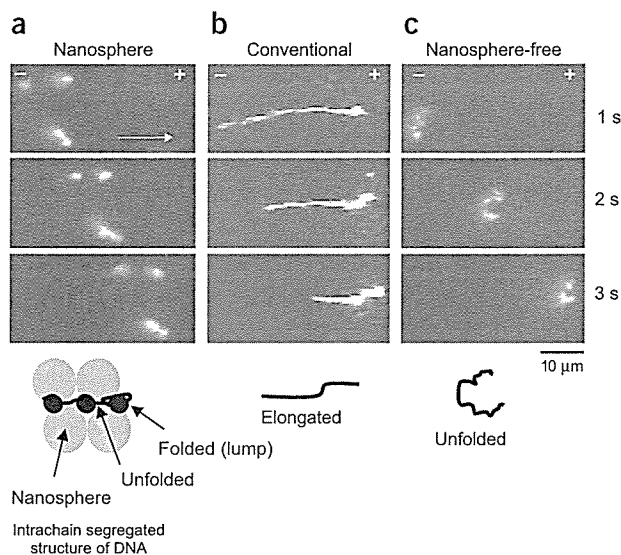 a
Nanosphere
b
Conventional
c
Nanosphere-free
− +
− +
− +
1 s
2 s
3 s
10 µm
Elongated
Unfolded
Folded (lump)
Unfolded
Nanosphere
Intrachain segregated
structure of DNA